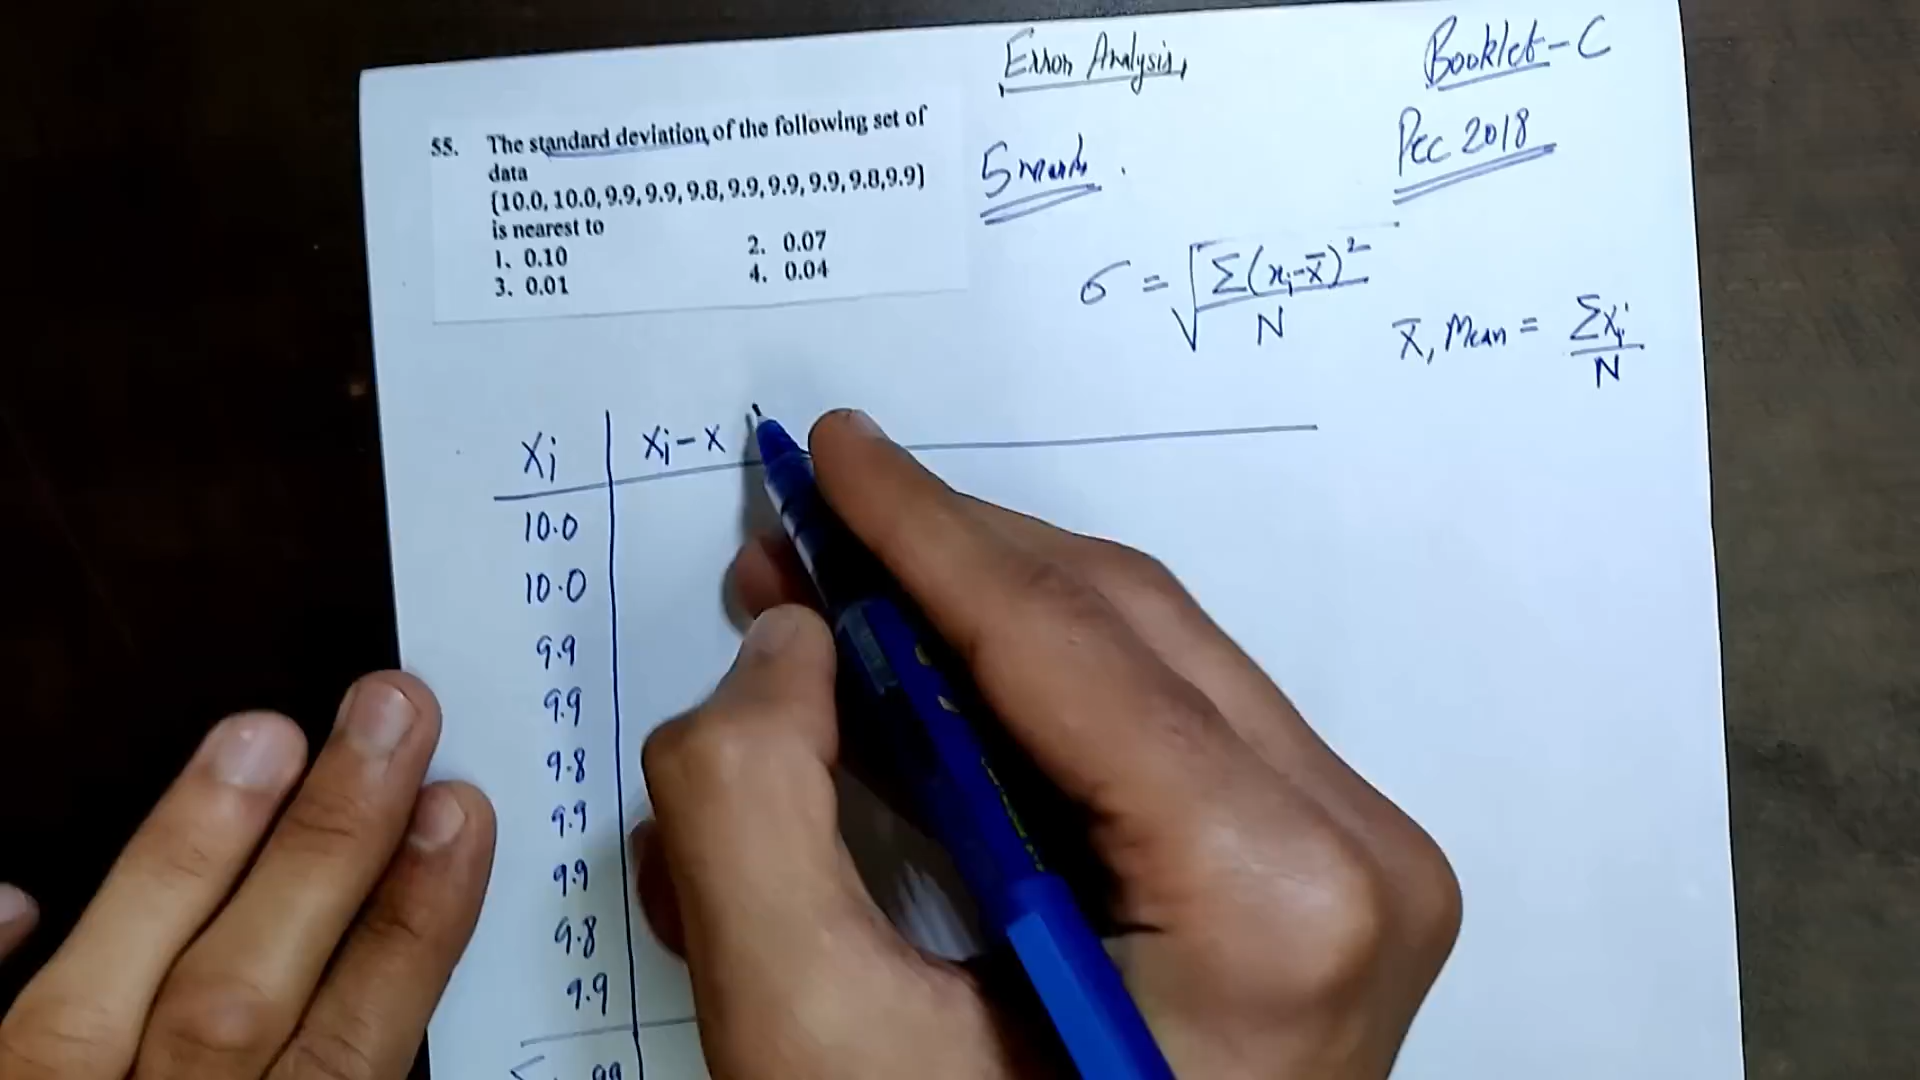 Error Analysis,
Booklet-C
Dec 2018
5 mark.
55. The standard deviation of the following set of
data
{10.0, 10.0, 9.9, 9.9, 9.8, 9.9, 9.9, 9.9, 9.8,9.9}
is nearest to
1. 0.10 2. 0.07
3. 0.01 4. 0.04
σ = √(Σ(xi-x̄)²/N)
x̄, Mean = Σxi/N
xi xi-x
10.0
10.0
9.9
9.9
9.8
9.9
9.9
9.8
9.9
Σ 99